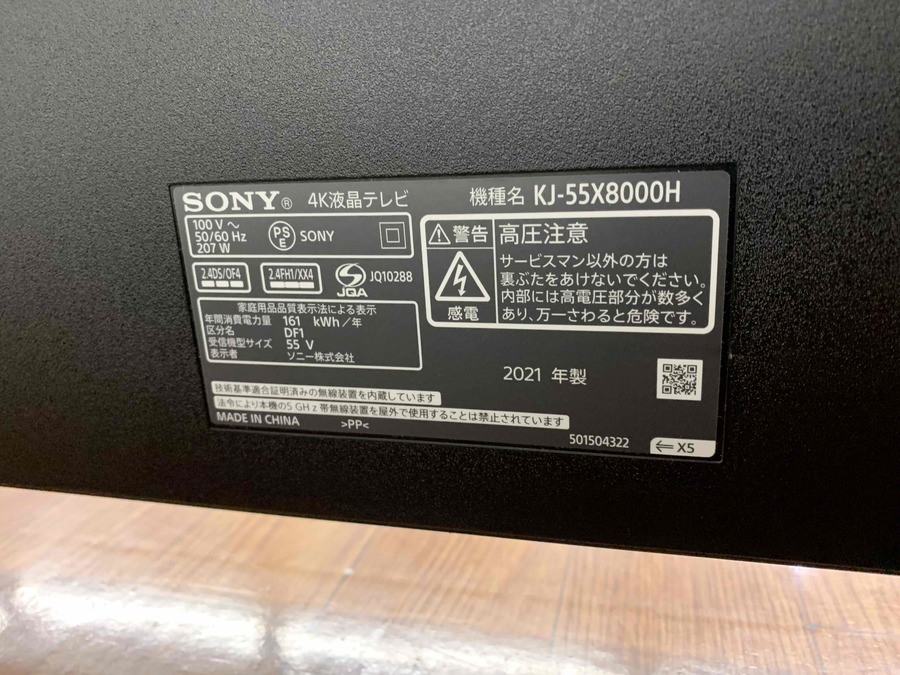 SONY® 4K液晶テレビ 機種名 KJ-55X8000H
100 V ～
50/60 Hz
207 W
PS
E
SONY
2.4DS/OF4
2.4FH1/XX4
JQA
JQ10288
家庭用品品質表示法による表示
年間消費電力量 161 kWh／年
区分名 DF1
受信機型サイズ 55 V
表示者 ソニー株式会社
警告 高圧注意
感電
サービスマン以外の方は
裏ぶたをあけないでください。
内部には高電圧部分が数多く
あり、万一さわると危険です。
2021 年製
技術基準適合証明済みの無線装置を内蔵しています
法令により本機の5 GHz帯無線装置を屋外で使用することは禁止されています
MADE IN CHINA >PP<
501504322
⇐ X5